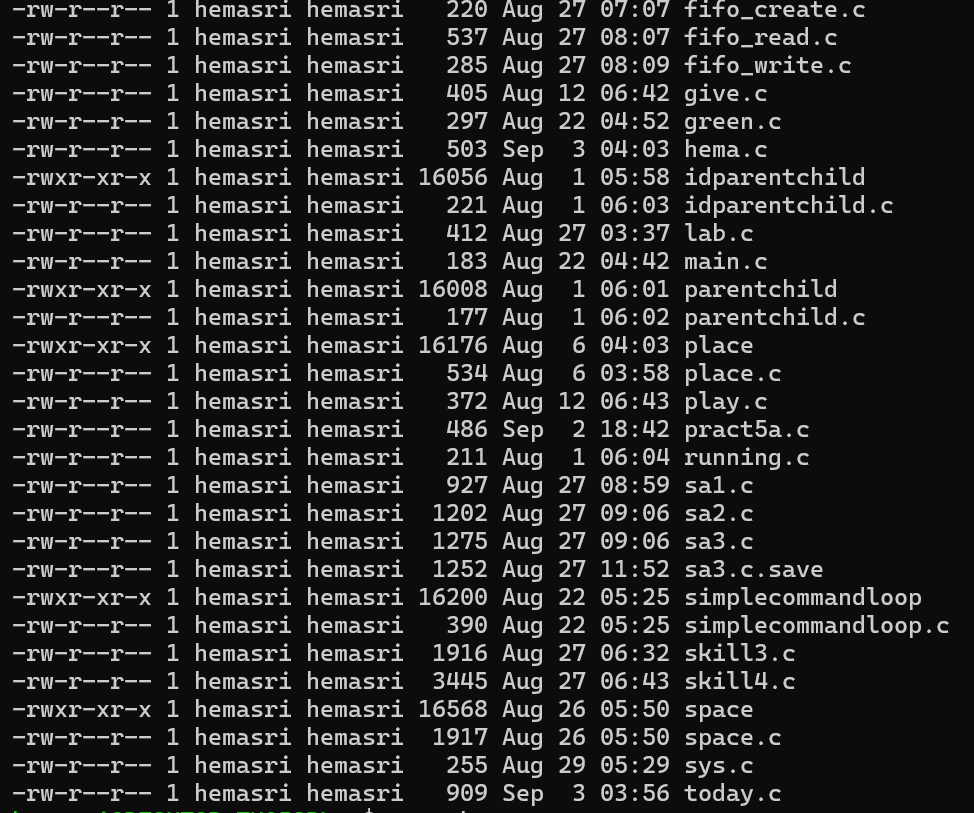 -rw-r--r-- 1 hemasri hemasri   220 Aug 27 07:07 fifo_create.c
-rw-r--r-- 1 hemasri hemasri   537 Aug 27 08:07 fifo_read.c
-rw-r--r-- 1 hemasri hemasri   285 Aug 27 08:09 fifo_write.c
-rw-r--r-- 1 hemasri hemasri   405 Aug 12 06:42 give.c
-rw-r--r-- 1 hemasri hemasri   297 Aug 22 04:52 green.c
-rw-r--r-- 1 hemasri hemasri   503 Sep  3 04:03 hema.c
-rwxr-xr-x 1 hemasri hemasri 16056 Aug  1 05:58 idparentchild
-rw-r--r-- 1 hemasri hemasri   221 Aug  1 06:03 idparentchild.c
-rw-r--r-- 1 hemasri hemasri   412 Aug 27 03:37 lab.c
-rw-r--r-- 1 hemasri hemasri   183 Aug 22 04:42 main.c
-rwxr-xr-x 1 hemasri hemasri 16008 Aug  1 06:01 parentchild
-rw-r--r-- 1 hemasri hemasri   177 Aug  1 06:02 parentchild.c
-rwxr-xr-x 1 hemasri hemasri 16176 Aug  6 04:03 place
-rw-r--r-- 1 hemasri hemasri   534 Aug  6 03:58 place.c
-rw-r--r-- 1 hemasri hemasri   372 Aug 12 06:43 play.c
-rw-r--r-- 1 hemasri hemasri   486 Sep  2 18:42 pract5a.c
-rw-r--r-- 1 hemasri hemasri   211 Aug  1 06:04 running.c
-rw-r--r-- 1 hemasri hemasri   927 Aug 27 08:59 sa1.c
-rw-r--r-- 1 hemasri hemasri  1202 Aug 27 09:06 sa2.c
-rw-r--r-- 1 hemasri hemasri  1275 Aug 27 09:06 sa3.c
-rw-r--r-- 1 hemasri hemasri  1252 Aug 27 11:52 sa3.c.save
-rwxr-xr-x 1 hemasri hemasri 16200 Aug 22 05:25 simplecommandloop
-rw-r--r-- 1 hemasri hemasri   390 Aug 22 05:25 simplecommandloop.c
-rw-r--r-- 1 hemasri hemasri  1916 Aug 27 06:32 skill3.c
-rw-r--r-- 1 hemasri hemasri  3445 Aug 27 06:43 skill4.c
-rwxr-xr-x 1 hemasri hemasri 16568 Aug 26 05:50 space
-rw-r--r-- 1 hemasri hemasri  1917 Aug 26 05:50 space.c
-rw-r--r-- 1 hemasri hemasri   255 Aug 29 05:29 sys.c
-rw-r--r-- 1 hemasri hemasri   909 Sep  3 03:56 today.c